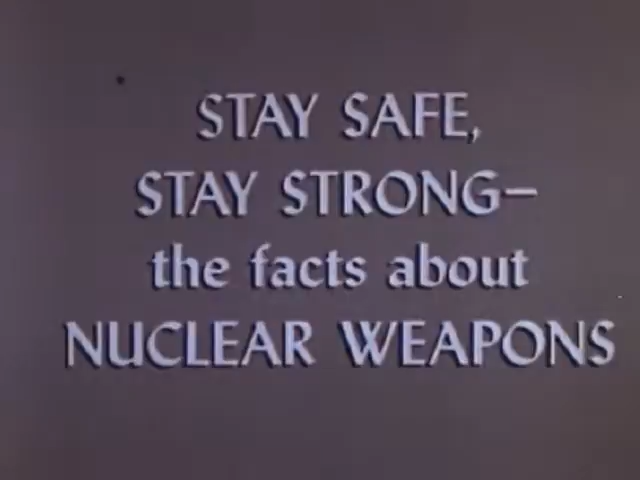 STAY SAFE,
STAY STRONG—
the facts about
NUCLEAR WEAPONS